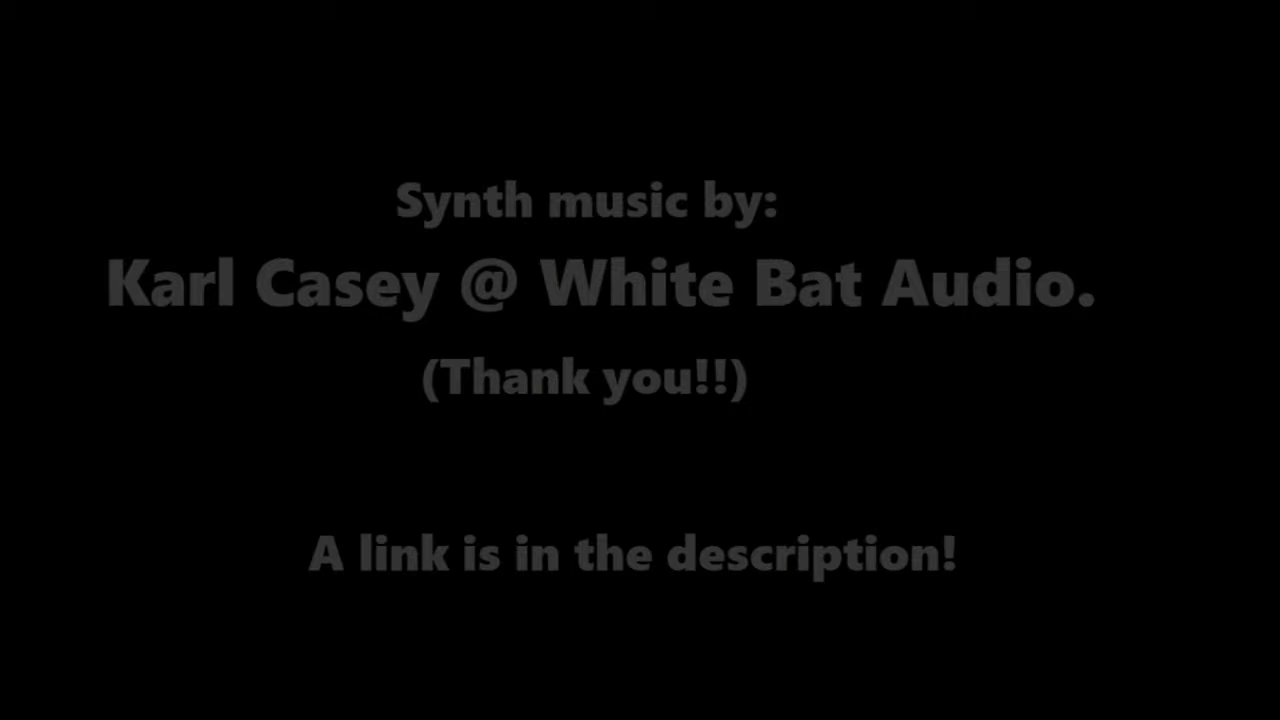 Synth music by:
Karl Casey @ White Bat Audio.
(Thank you!!)
A link is in the description!